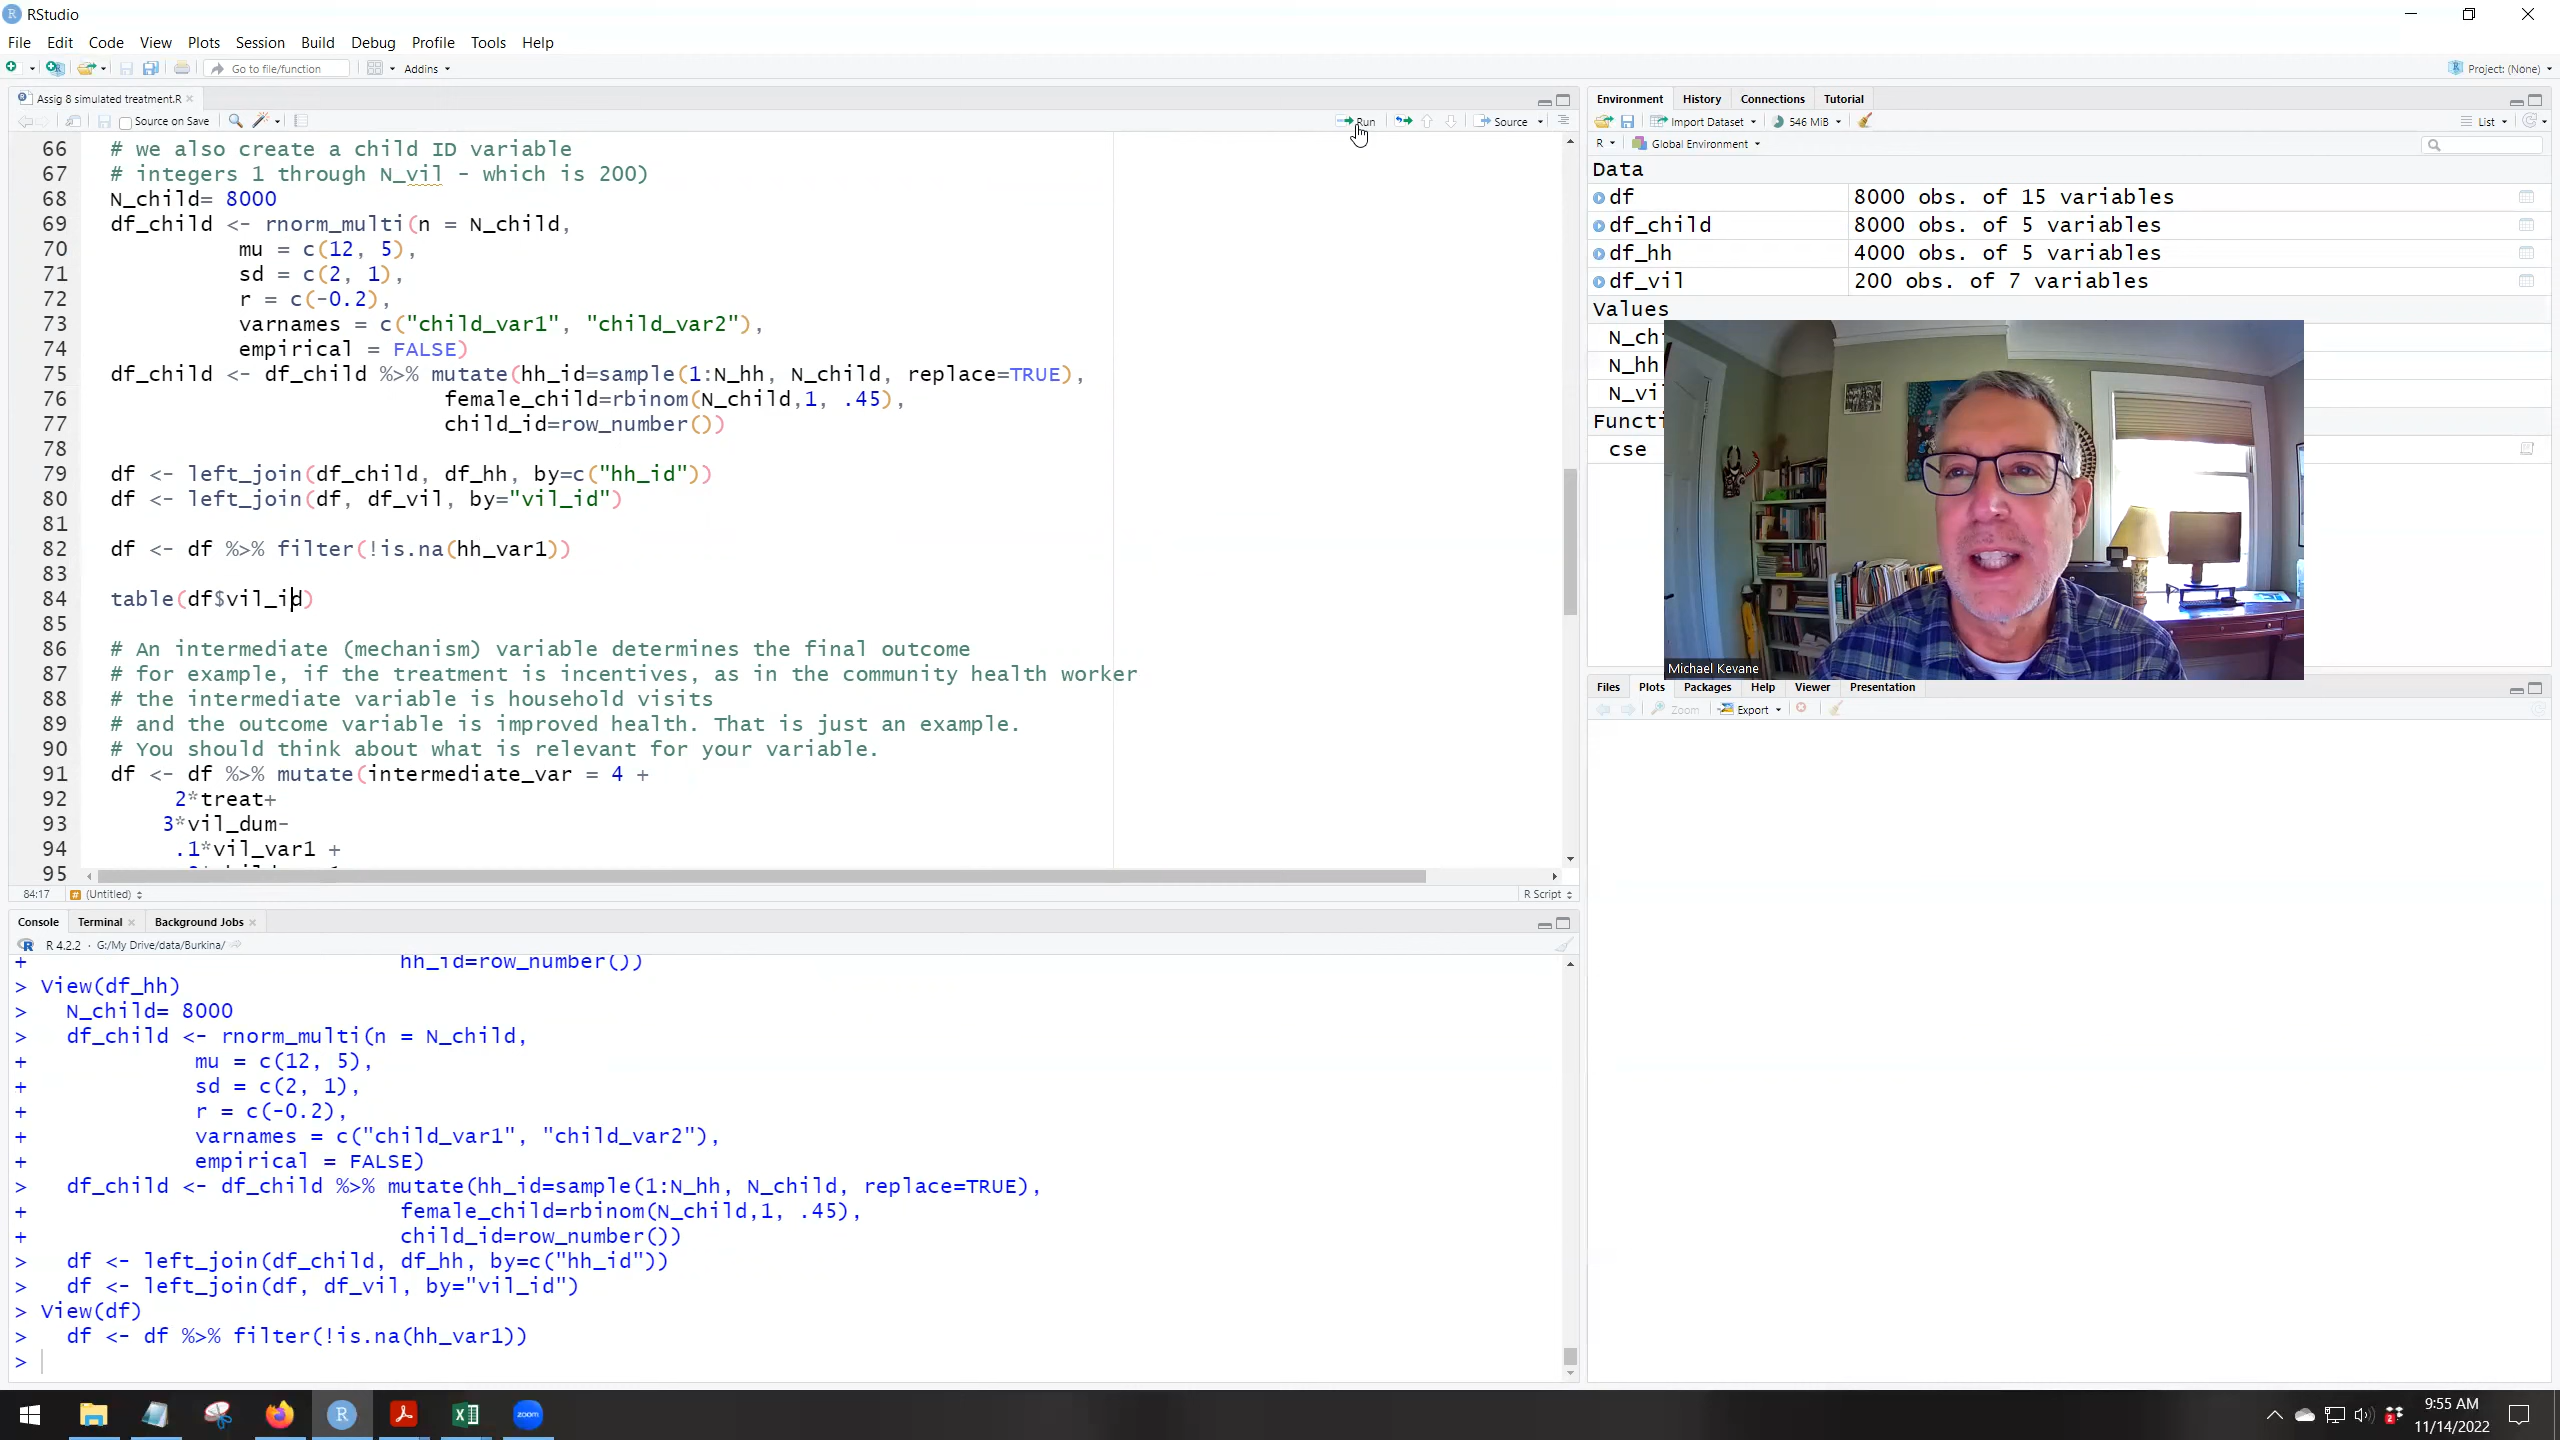 RStudio
File Edit Code View Plots Session Build Debug Profile Tools Help
Go to file/function Addins Project: (None)
Assig 8 simulated treatment.R
Source on Save Run Source
66 # we also create a child ID variable
67 # integers 1 through N_vil - which is 200)
68 N_child= 8000
69 df_child <- rnorm_multi(n = N_child,
70 mu = c(12, 5),
71 sd = c(2, 1),
72 r = c(-0.2),
73 varnames = c("child_var1", "child_var2"),
74 empirical = FALSE)
75 df_child <- df_child %>% mutate(hh_id=sample(1:N_hh, N_child, replace=TRUE),
76 female_child=rbinom(N_child,1, .45),
77 child_id=row_number())
78
79 df <- left_join(df_child, df_hh, by=c("hh_id"))
80 df <- left_join(df, df_vil, by="vil_id")
81
82 df <- df %>% filter(!is.na(hh_var1))
83
84 table(df$vil_id)
85
86 # An intermediate (mechanism) variable determines the final outcome
87 # for example, if the treatment is incentives, as in the community health worker
88 # the intermediate variable is household visits
89 # and the outcome variable is improved health. That is just an example.
90 # You should think about what is relevant for your variable.
91 df <- df %>% mutate(intermediate_var = 4 +
92 2*treat+
93 3*vil_dum-
94 .1*vil_var1 +
95
84:17 (Untitled) R Script
Console Terminal Background Jobs
R 4.2.2 · G:/My Drive/data/Burkina/
+ hh_id=row_number())
> View(df_hh)
> N_child= 8000
> df_child <- rnorm_multi(n = N_child,
+ mu = c(12, 5),
+ sd = c(2, 1),
+ r = c(-0.2),
+ varnames = c("child_var1", "child_var2"),
+ empirical = FALSE)
> df_child <- df_child %>% mutate(hh_id=sample(1:N_hh, N_child, replace=TRUE),
+ female_child=rbinom(N_child,1, .45),
+ child_id=row_number())
> df <- left_join(df_child, df_hh, by=c("hh_id"))
> df <- left_join(df, df_vil, by="vil_id")
> View(df)
> df <- df %>% filter(!is.na(hh_var1))
>
Environment History Connections Tutorial
Import Dataset 546 MiB List
R Global Environment
Data
df 8000 obs. of 15 variables
df_child 8000 obs. of 5 variables
df_hh 4000 obs. of 5 variables
df_vil 200 obs. of 7 variables
Values
N_chi
N_hh
N_vil
Functi
cse
Michael Kevane
Files Plots Packages Help Viewer Presentation
Zoom Export
zoom
9:55 AM
11/14/2022